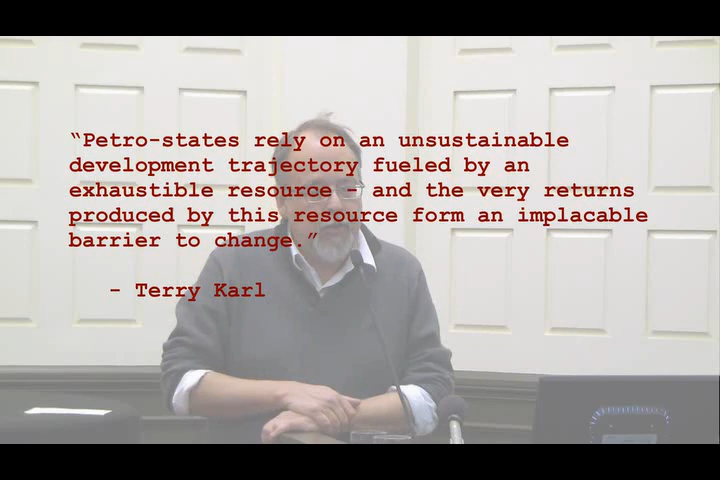 “Petro-states rely on an unsustainable
development trajectory fueled by an
exhaustible resource – and the very returns
produced by this resource form an implacable
barrier to change.”
- Terry Karl